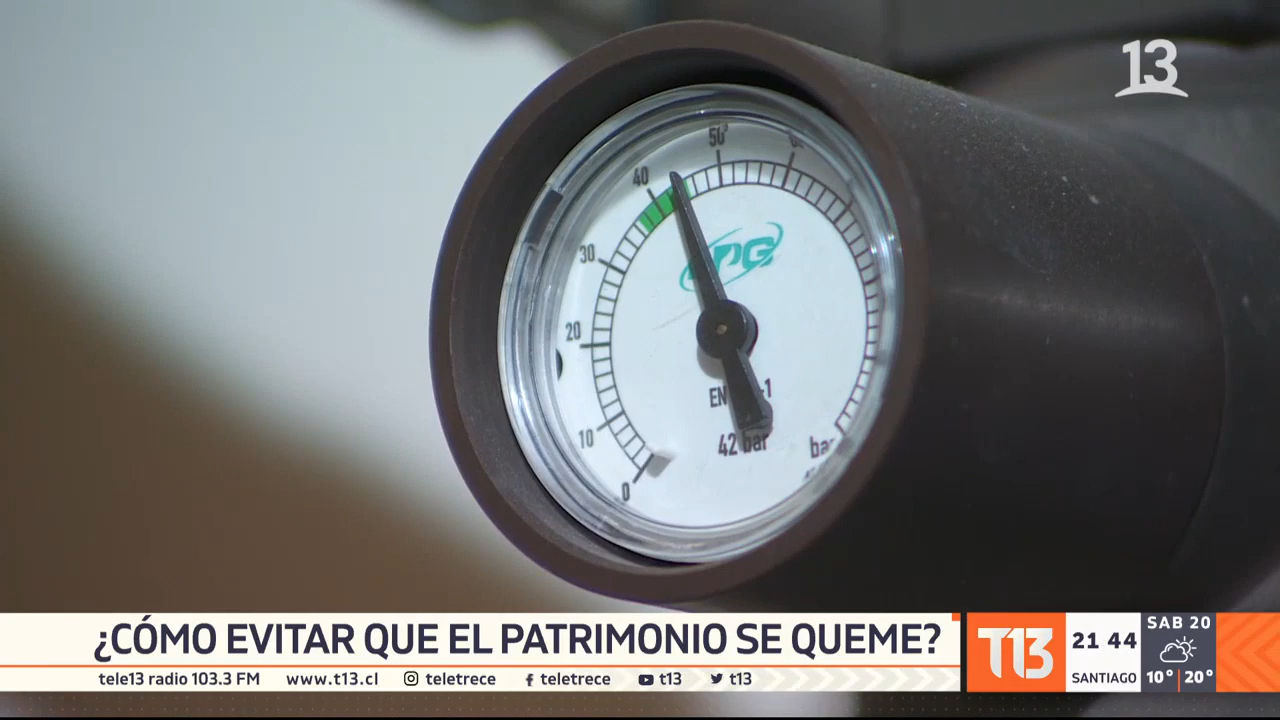 13
50
40
30
20
10
0
PG
42 bar
¿CÓMO EVITAR QUE EL PATRIMONIO SE QUEME?
tele13 radio 103.3 FM www.t13.cl teletrece teletrece t13 t13
T13
21 44
SANTIAGO
SAB 20
10° 20°